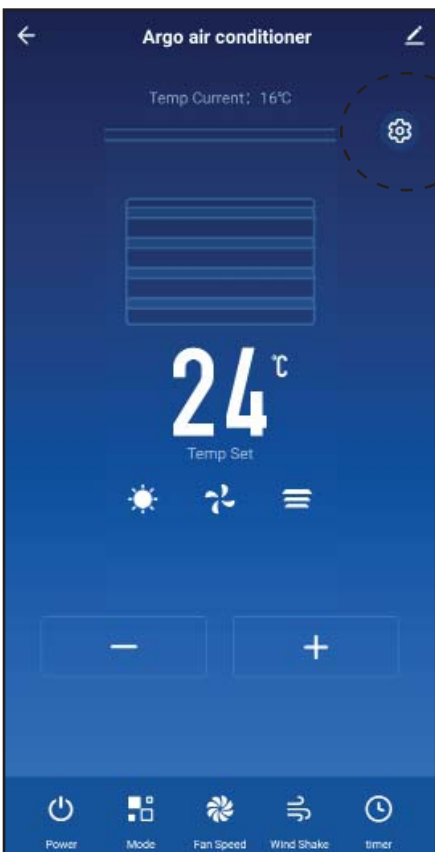 Argo air conditioner
Temp Current: 16℃
24 ℃
Temp Set
Power Mode Fan Speed Wind Shake timer